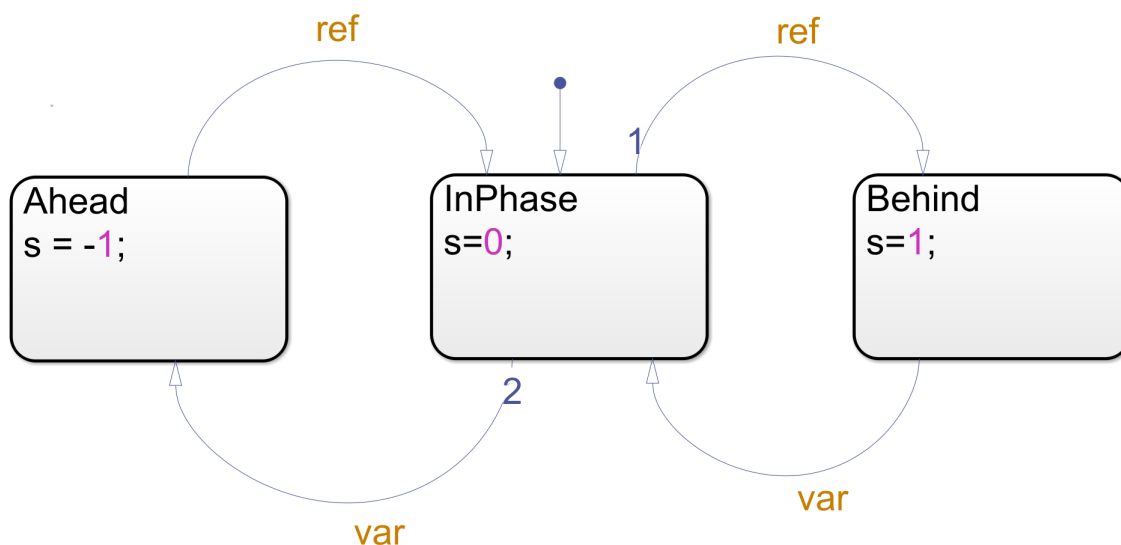 ref
ref
1
Ahead
s = -1;
InPhase
s=0;
Behind
s=1;
2
var
var